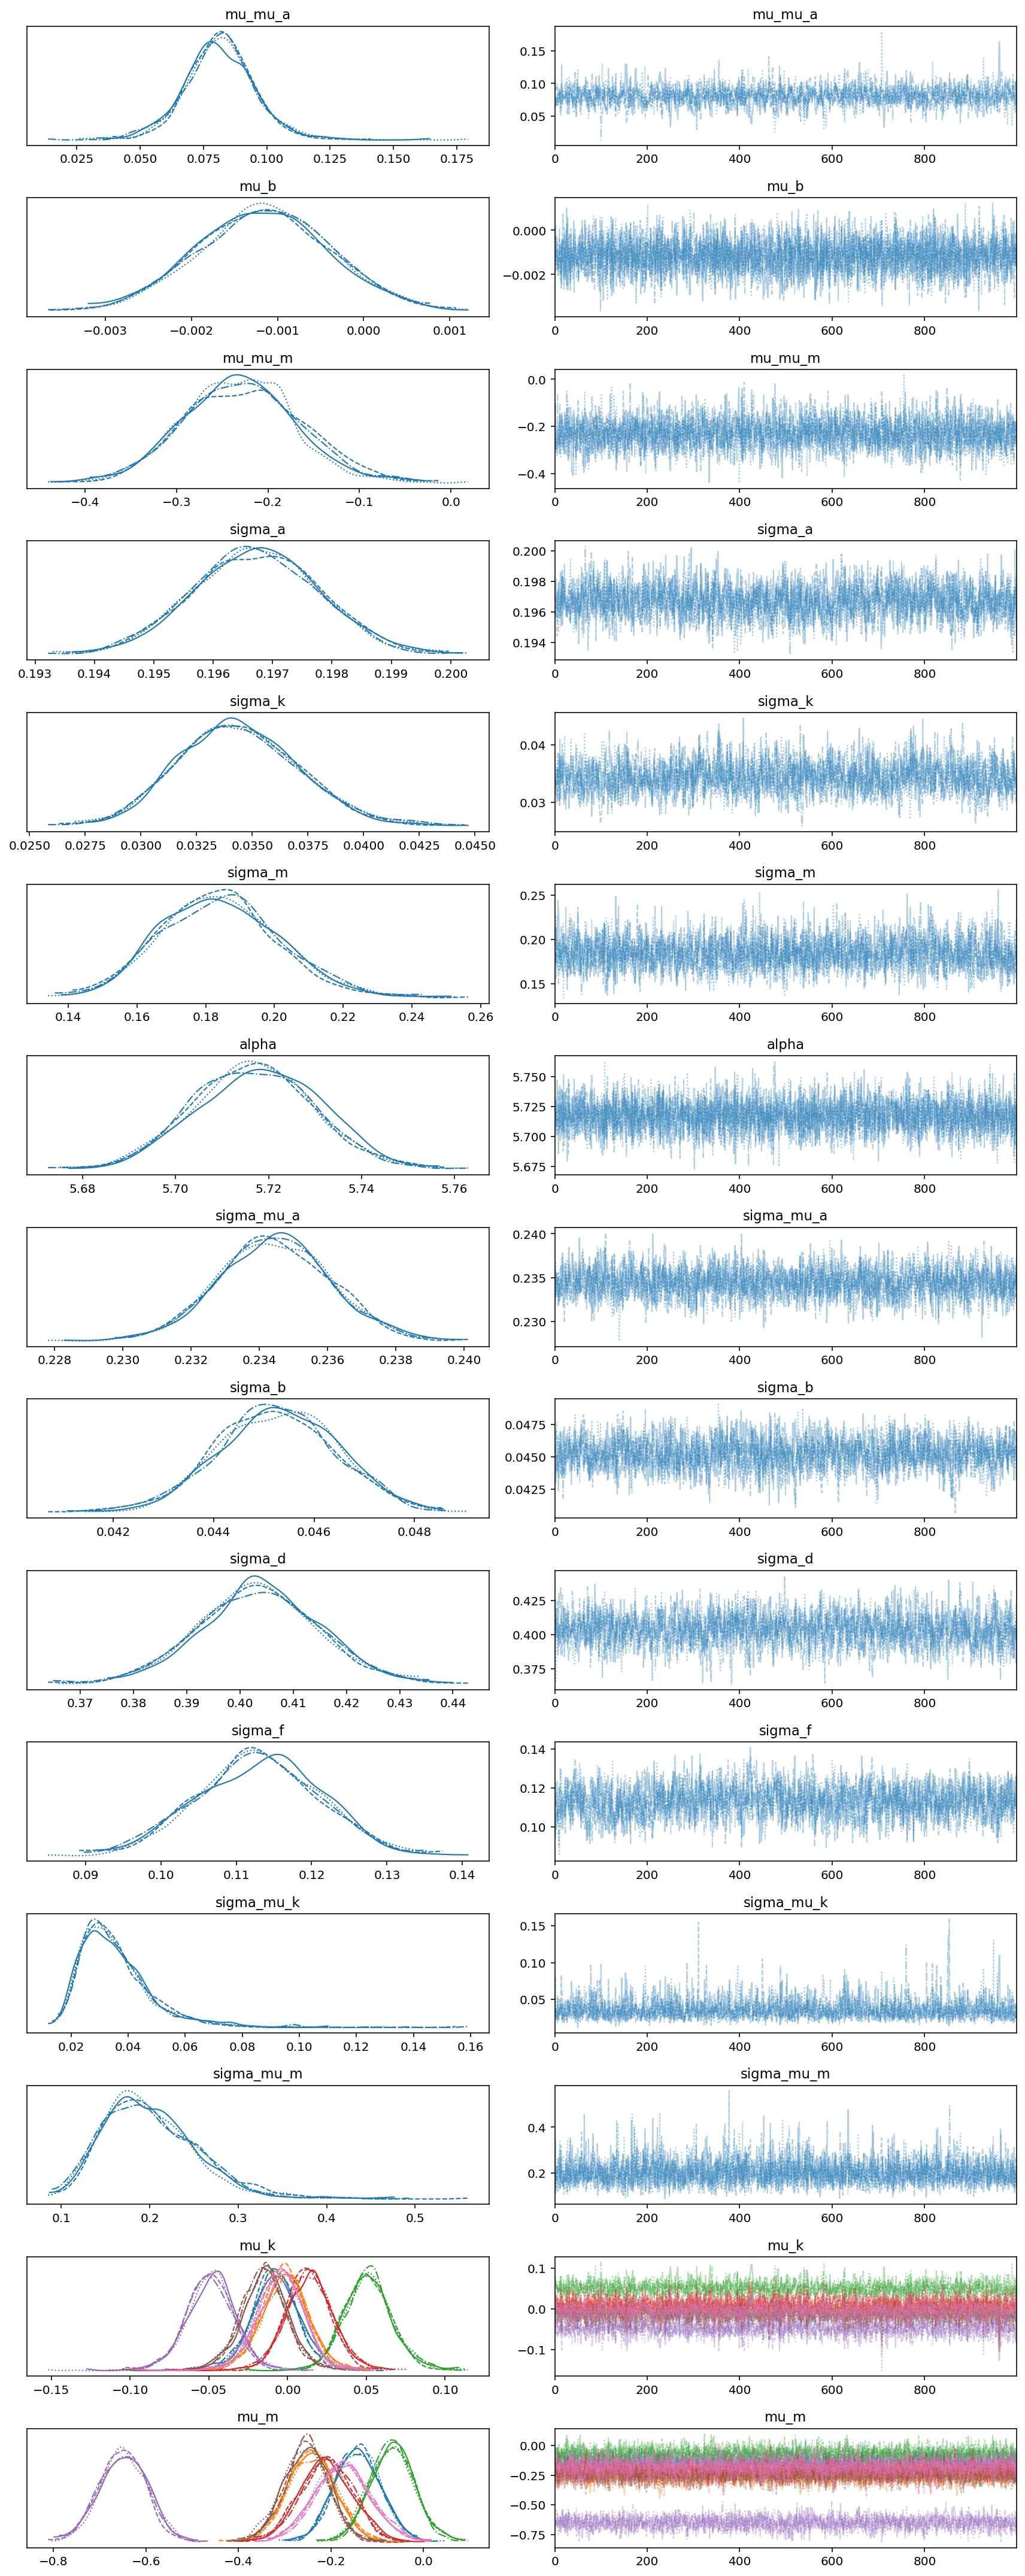 mu_mu_a mu_mu_a
0.15
0.10
0.05
0.025 0.050 0.075 0.100 0.125 0.150 0.175 0 200 400 600 800
mu_b mu_b
0.000
−0.002
−0.003 −0.002 −0.001 0.000 0.001 0 200 400 600 800
mu_mu_m mu_mu_m
0.0
−0.2
−0.4
−0.4 −0.3 −0.2 −0.1 0.0 0 200 400 600 800
sigma_a sigma_a
0.200
0.198
0.196
0.194
0.193 0.194 0.195 0.196 0.197 0.198 0.199 0.200 0 200 400 600 800
sigma_k sigma_k
0.04
0.03
0.0250 0.0275 0.0300 0.0325 0.0350 0.0375 0.0400 0.0425 0.0450 0 200 400 600 800
sigma_m sigma_m
0.25
0.20
0.15
0.14 0.16 0.18 0.20 0.22 0.24 0.26 0 200 400 600 800
alpha alpha
5.750
5.725
5.700
5.675
5.68 5.70 5.72 5.74 5.76 0 200 400 600 800
sigma_mu_a sigma_mu_a
0.240
0.235
0.230
0.228 0.230 0.232 0.234 0.236 0.238 0.240 0 200 400 600 800
sigma_b sigma_b
0.0475
0.0450
0.0425
0.042 0.044 0.046 0.048 0 200 400 600 800
sigma_d sigma_d
0.425
0.400
0.375
0.37 0.38 0.39 0.40 0.41 0.42 0.43 0.44 0 200 400 600 800
sigma_f sigma_f
0.14
0.12
0.10
0.09 0.10 0.11 0.12 0.13 0.14 0 200 400 600 800
sigma_mu_k sigma_mu_k
0.15
0.10
0.05
0.02 0.04 0.06 0.08 0.10 0.12 0.14 0.16 0 200 400 600 800
sigma_mu_m sigma_mu_m
0.4
0.2
0.1 0.2 0.3 0.4 0.5 0 200 400 600 800
mu_k mu_k
0.1
0.0
−0.1
−0.15 −0.10 −0.05 0.00 0.05 0.10 0 200 400 600 800
mu_m mu_m
0.00
−0.25
−0.50
−0.75
−0.8 −0.6 −0.4 −0.2 0.0 0 200 400 600 800